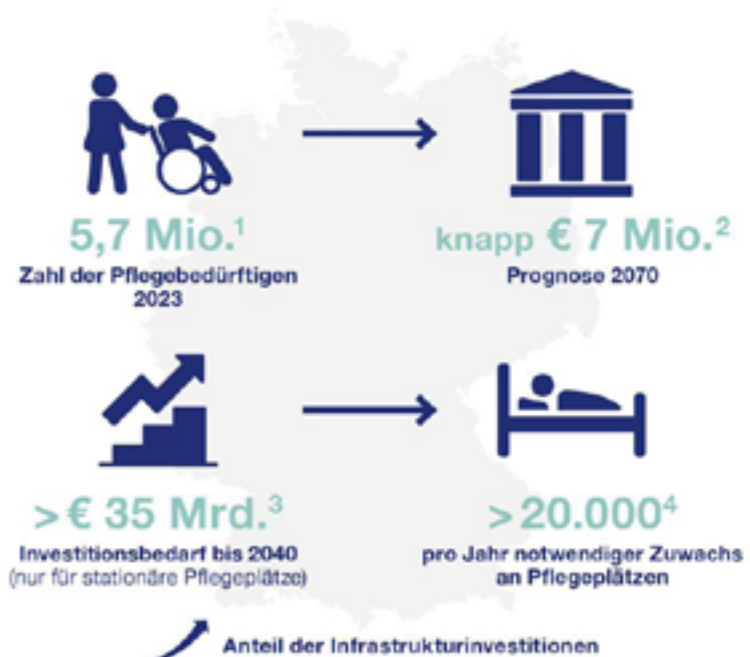 5,7 Mio.¹
Zahl der Pflegebedürftigen
2023
knapp € 7 Mio.²
Prognose 2070
> € 35 Mrd.³
Investitionsbedarf bis 2040
(nur für stationäre Pflegeplätze)
> 20.000⁴
pro Jahr notwendiger Zuwachs
an Pflegeplätzen
Anteil der Infrastrukturinvestitionen